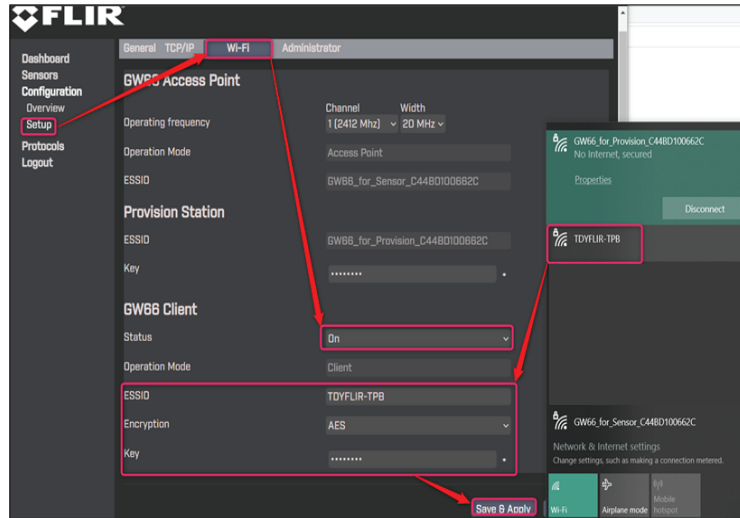 FLIR
General TCP/IP Wi-Fi Administrator
Dashboard
Sensors
Configuration
Overview
Setup
Protocols
Logout
GW66 Access Point
Channel Width
Operating frequency 1 (2412 Mhz) 20 MHz
Operation Mode Access Point
ESSID GW66_for_Sensor_C44BD100662C
Provision Station
ESSID GW66_for_Provision_C44BD100662C
Key ••••••••
GW66 Client
Status On
Operation Mode Client
ESSID TDYFLIR-TPB
Encryption AES
Key ••••••••
Save & Apply
GW66_for_Provision_C44BD100662C
No Internet, secured
Properties
Disconnect
TDYFLIR-TPB
GW66_for_Sensor_C44BD100662C
Network & Internet settings
Change settings, such as making a connection metered.
Wi-Fi
Airplane mode
Mobile
hotspot